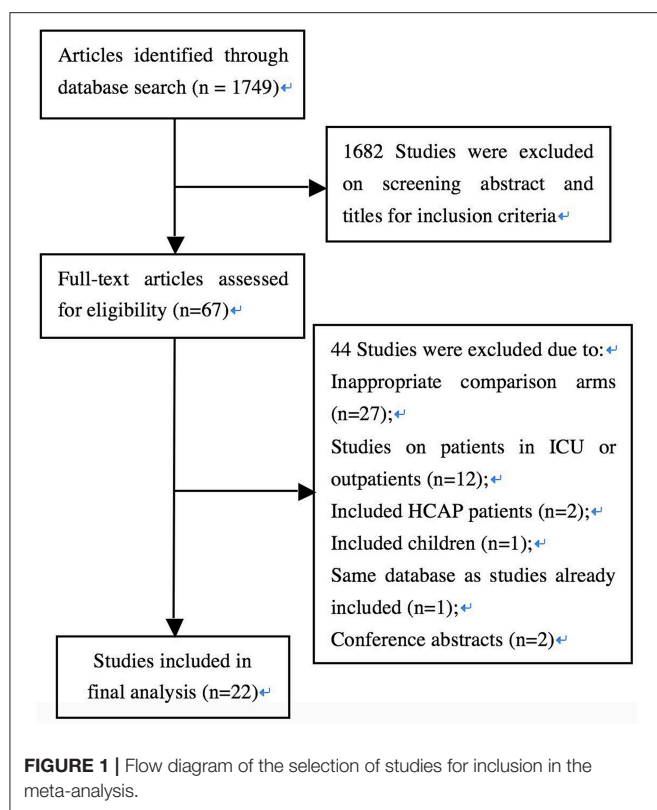 Articles identified through
database search (n = 1749)↵
1682 Studies were excluded
on screening abstract and
titles for inclusion criteria↵
Full-text articles assessed
for eligibility (n=67)↵
44 Studies were excluded due to:↵
Inappropriate comparison arms
(n=27);↵
Studies on patients in ICU or
outpatients (n=12);↵
Included HCAP patients (n=2);↵
Included children (n=1);↵
Same database as studies already
included (n=1);↵
Conference abstracts (n=2)↵
Studies included in
final analysis (n=22)↵
FIGURE 1 | Flow diagram of the selection of studies for inclusion in the
meta-analysis.